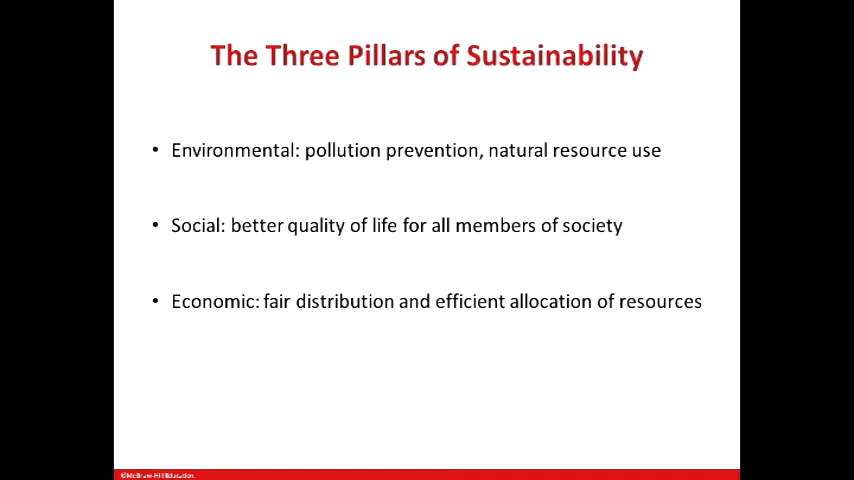 The Three Pillars of Sustainability
• Environmental: pollution prevention, natural resource use
• Social: better quality of life for all members of society
• Economic: fair distribution and efficient allocation of resources
©McGraw-Hill Education.